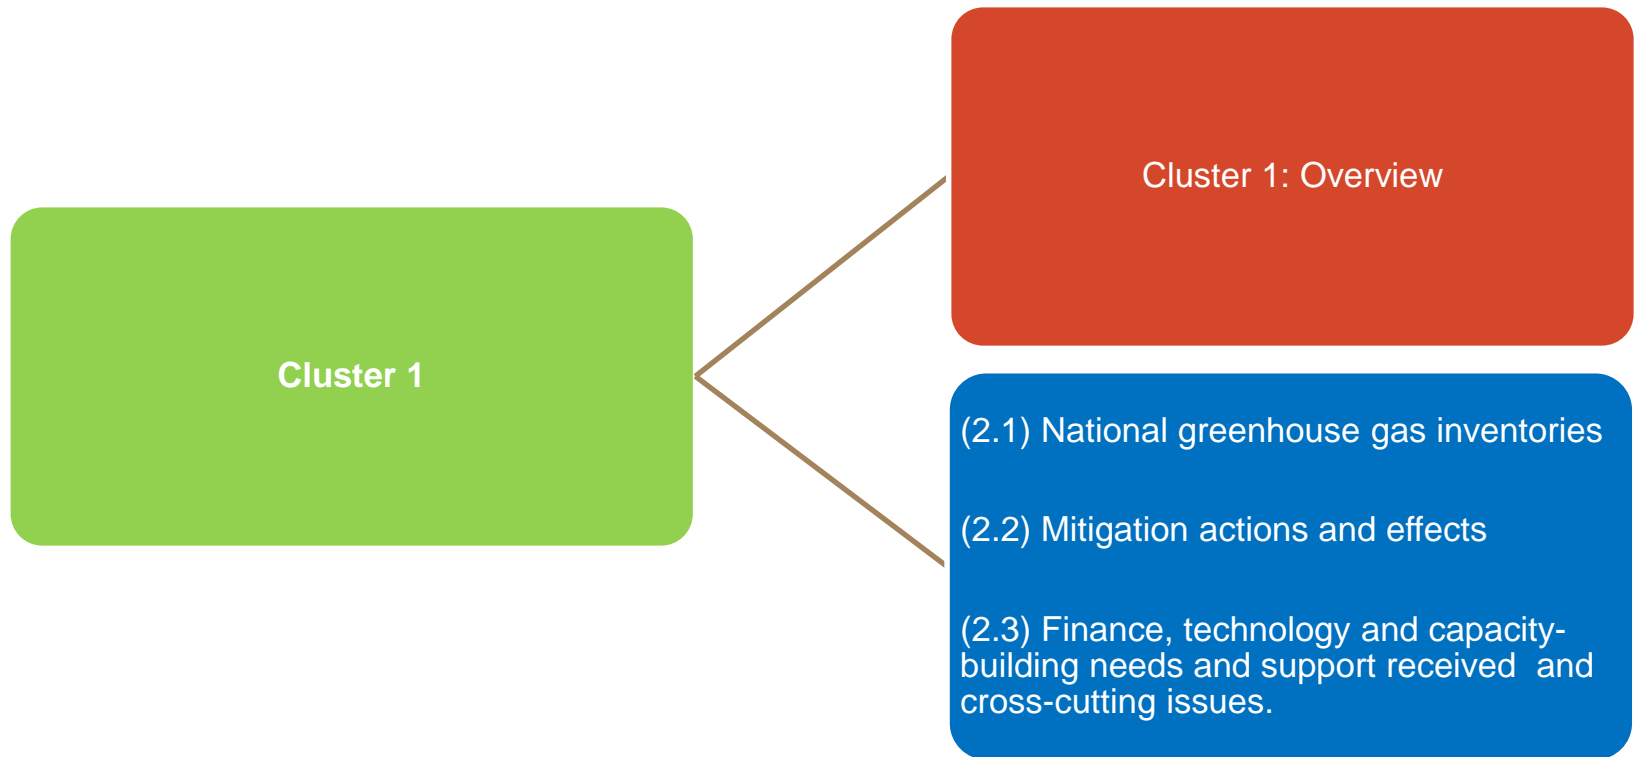 Cluster 1: Overview
Cluster 1
(2.1) National greenhouse gas inventories
(2.2) Mitigation actions and effects
(2.3) Finance, technology and capacity-
building needs and support received  and
cross-cutting issues.